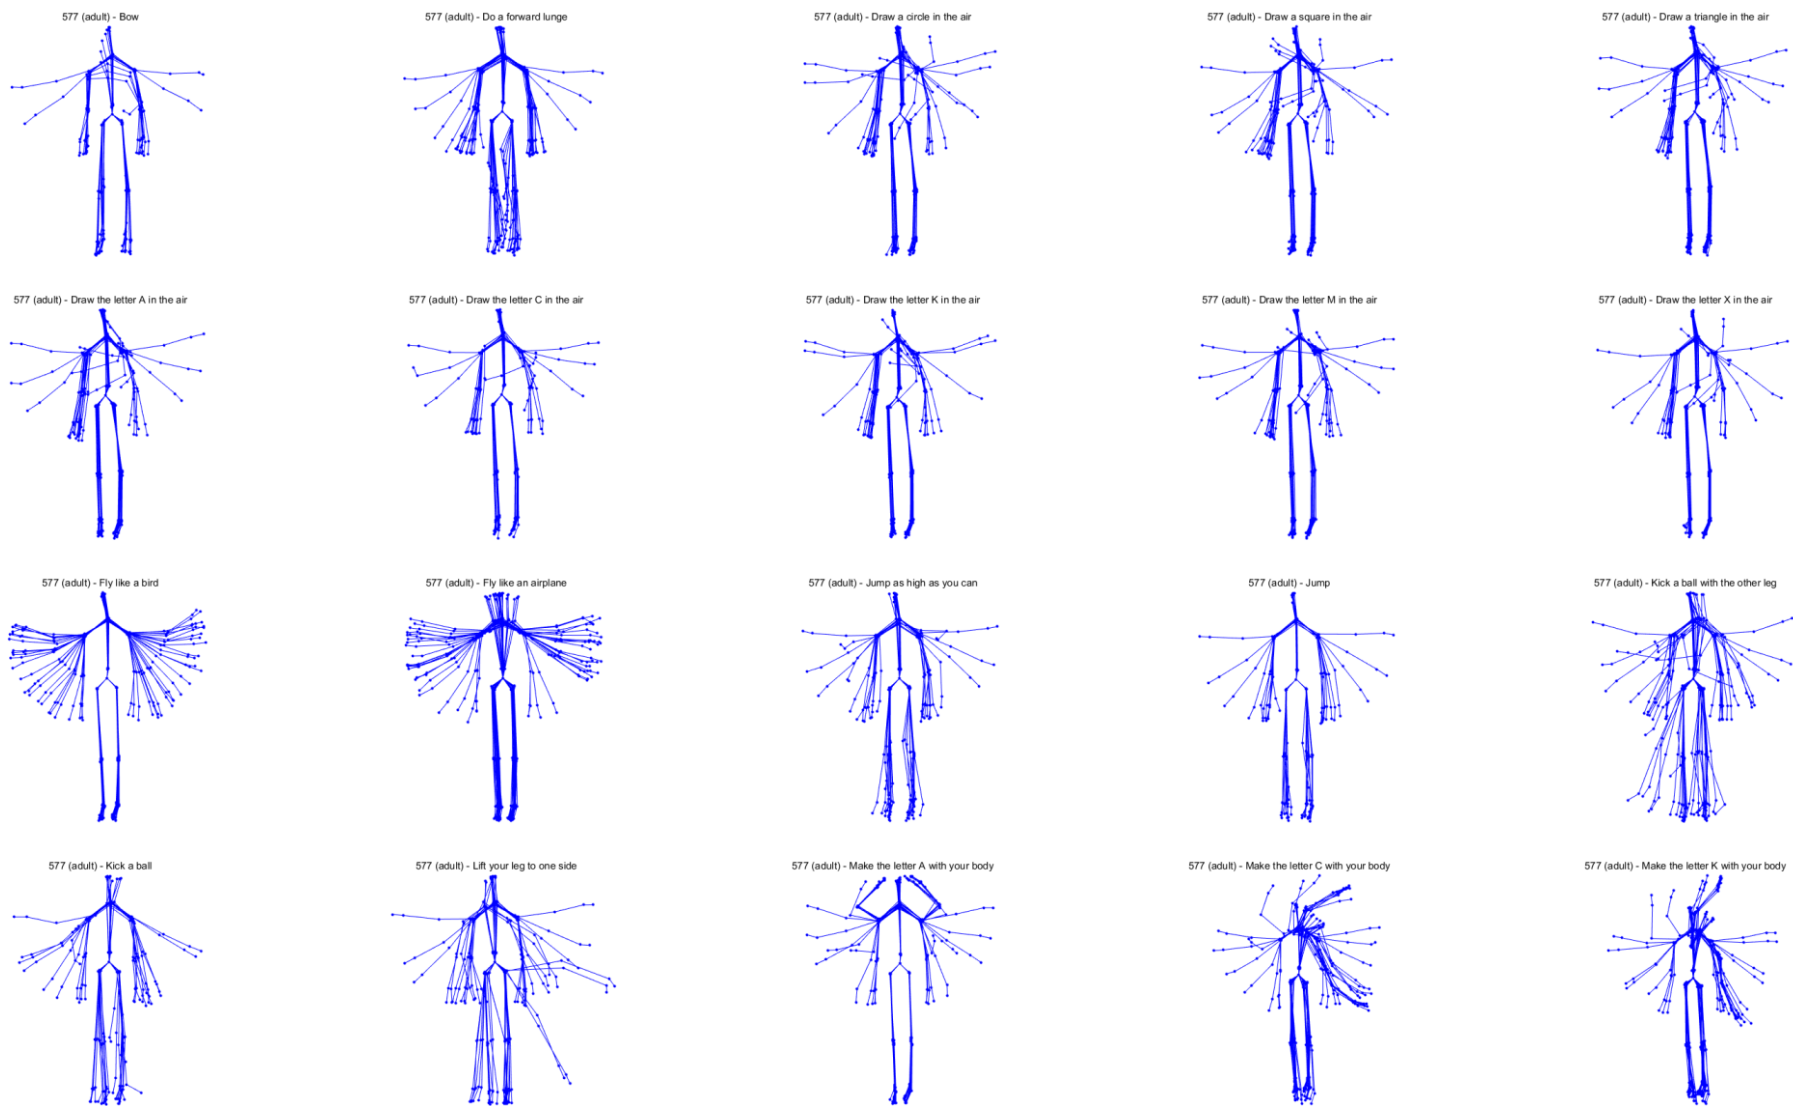 577 (adult) - Bow
577 (adult) - Do a forward lunge
577 (adult) - Draw a circle in the air
577 (adult) - Draw a square in the air
577 (adult) - Draw a triangle in the air
577 (adult) - Draw the letter A in the air
577 (adult) - Draw the letter C in the air
577 (adult) - Draw the letter K in the air
577 (adult) - Draw the letter M in the air
577 (adult) - Draw the letter X in the air
577 (adult) - Fly like a bird
577 (adult) - Fly like an airplane
577 (adult) - Jump as high as you can
577 (adult) - Jump
577 (adult) - Kick a ball with the other leg
577 (adult) - Kick a ball
577 (adult) - Lift your leg to one side
577 (adult) - Make the letter A with your body
577 (adult) - Make the letter C with your body
577 (adult) - Make the letter K with your body